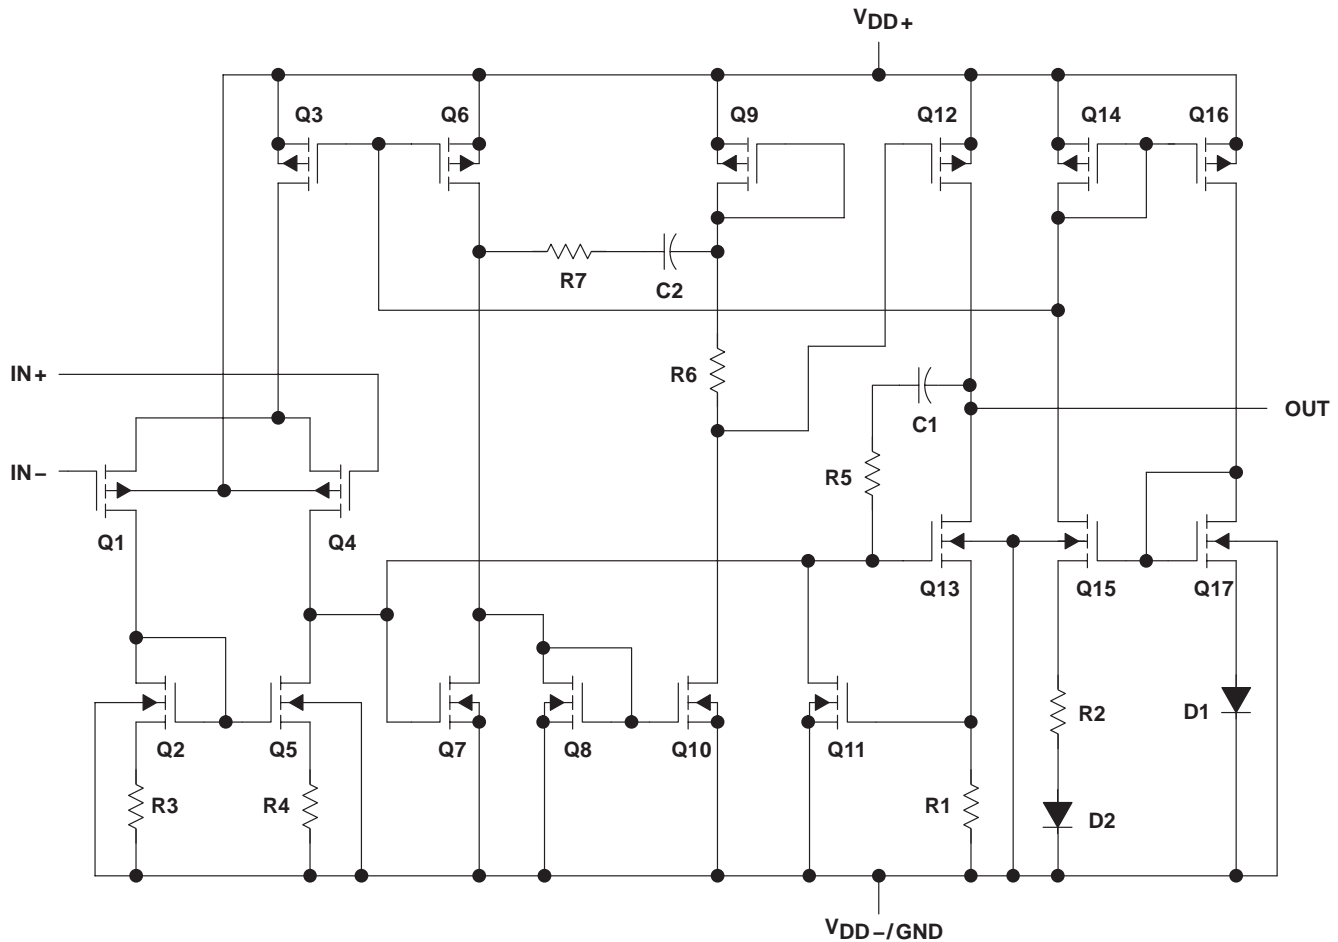 VDD+
Q3
Q6
Q9
Q12
Q14
Q16
R7
C2
IN+
R6
OUT
C1
IN−
R5
Q1
Q4
Q13
Q15
Q17
R2
D1
Q2
Q5
Q7
Q8
Q10
Q11
R3
R4
R1
D2
VDD−/GND